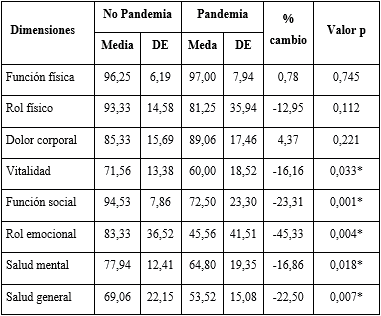 Dimensiones No Pandemia Pandemia % cambio Valor p
Media DE Meda DE
Función física 96,25 6,19 97,00 7,94 0,78 0,745
Rol físico 93,33 14,58 81,25 35,94 -12,95 0,112
Dolor corporal 85,33 15,69 89,06 17,46 4,37 0,221
Vitalidad 71,56 13,38 60,00 18,52 -16,16 0,033*
Función social 94,53 7,86 72,50 23,30 -23,31 0,001*
Rol emocional 83,33 36,52 45,56 41,51 -45,33 0,004*
Salud mental 77,94 12,41 64,80 19,35 -16,86 0,018*
Salud general 69,06 22,15 53,52 15,08 -22,50 0,007*